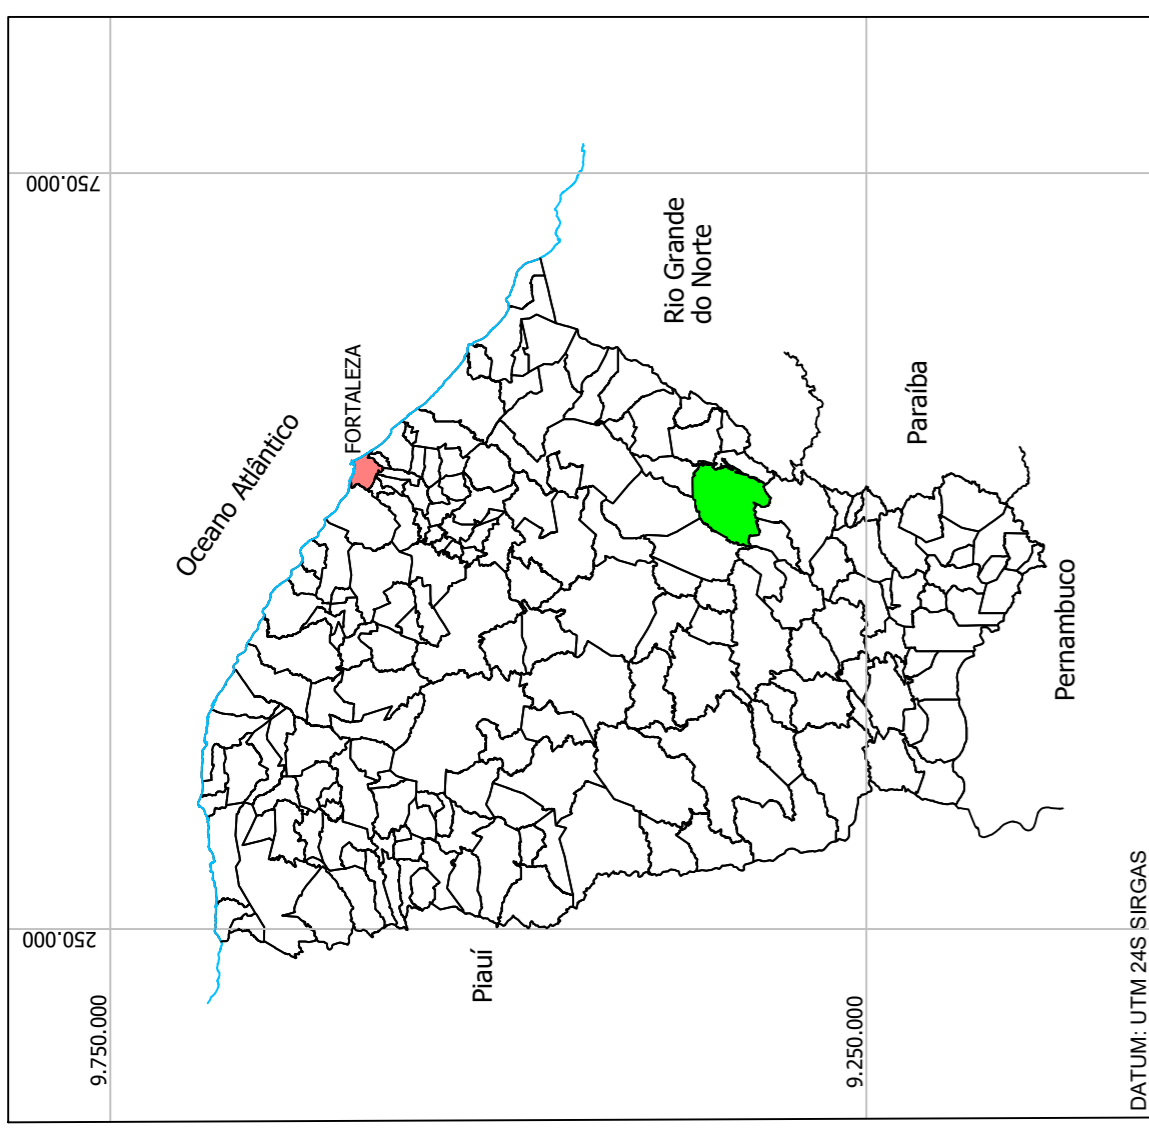 250.000
750.000
9.750.000
Oceano Atlântico
FORTALEZA
Rio Grande
do Norte
Piauí
Paraíba
9.250.000
Pernambuco
DATUM: UTM 24S SIRGAS